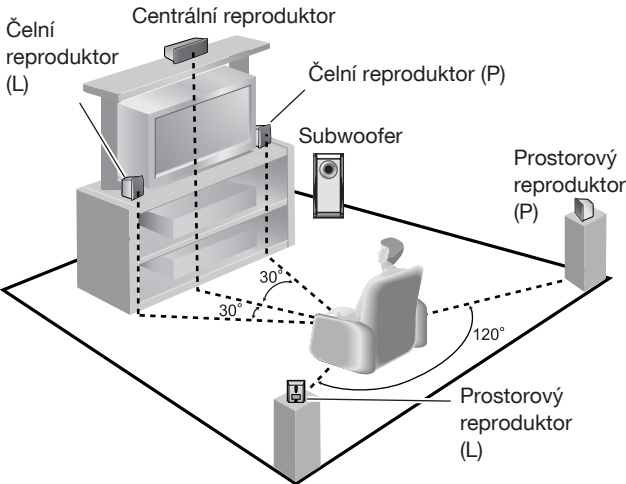 Centrální reproduktor
Čelní
reproduktor
(L)
Čelní reproduktor (P)
Subwoofer
Prostorový
reproduktor
(P)
30°
30°
120°
Prostorový
reproduktor
(L)